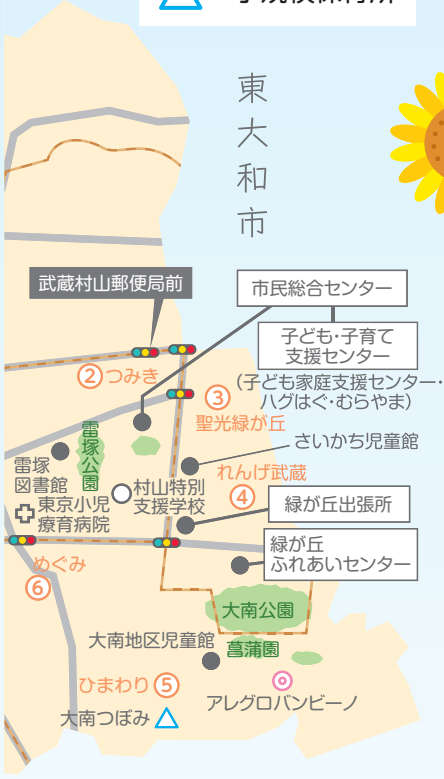 東大和市
武蔵村山郵便局前
市民総合センター
子ども・子育て
支援センター
(子ども家庭支援センター・
ハグはぐ・むらやま)
②つみき
③
聖光緑が丘
さいかち児童館
雷塚公園
雷塚
図書館
村山特別
支援学校
れんげ武蔵
④
東京小児
療育病院
緑が丘出張所
緑が丘
ふれあいセンター
めぐみ
⑥
大南公園
大南地区児童館
菖蒲園
ひまわり⑤
アレグロバンビーノ
大南つぼみ